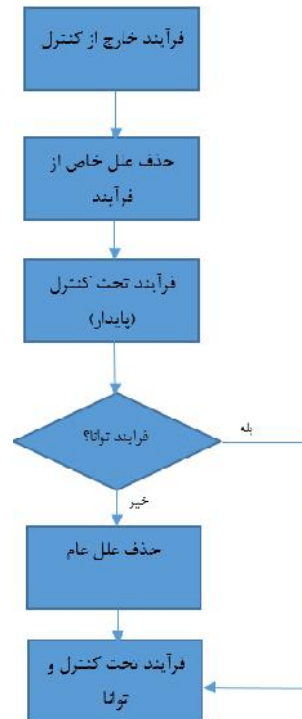 فرآیند خارج از کنترل
حذف علل خاص از
فرآیند
فرآیند تحت کنترل
(پایدار)
فرایند توانا؟
بله
خیر
حذف علل عام
فرآیند تحت کنترل و
توانا